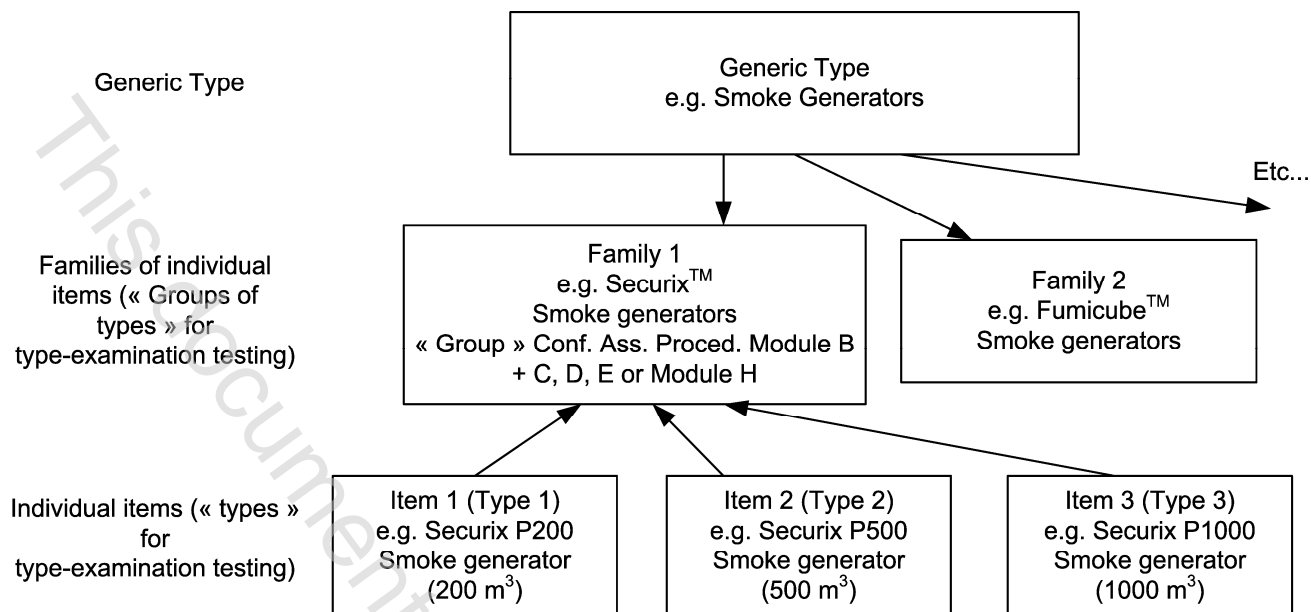 Generic Type
Generic Type
e.g. Smoke Generators
Etc...
Families of individual
items (« Groups of
types » for
type-examination testing)
Family 1
e.g. Securix™
Smoke generators
« Group » Conf. Ass. Proced. Module B
+ C, D, E or Module H
Family 2
e.g. Fumicube™
Smoke generators
Individual items (« types »
for
type-examination testing)
Item 1 (Type 1)
e.g. Securix P200
Smoke generator
(200 m³)
Item 2 (Type 2)
e.g. Securix P500
Smoke generator
(500 m³)
Item 3 (Type 3)
e.g. Securix P1000
Smoke generator
(1000 m³)
This document